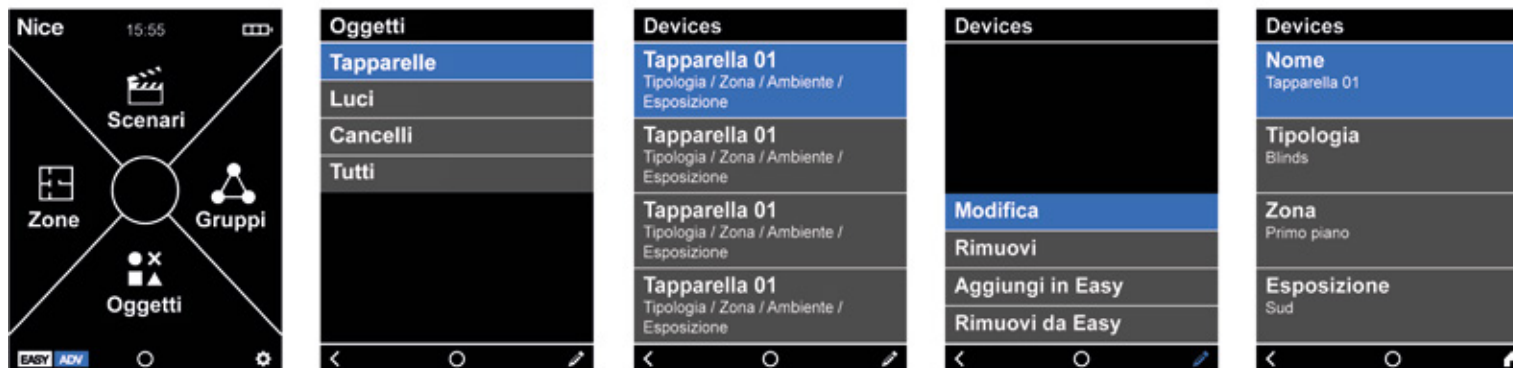 Nice 15:55
Scenari
Zone
Gruppi
Oggetti
EASY ADV
Oggetti
Tapparelle
Luci
Cancelli
Tutti
Devices
Tapparella 01
Tipologia / Zona / Ambiente /
Esposizione
Tapparella 01
Tipologia / Zona / Ambiente /
Esposizione
Tapparella 01
Tipologia / Zona / Ambiente /
Esposizione
Tapparella 01
Tipologia / Zona / Ambiente /
Esposizione
Devices
Modifica
Rimuovi
Aggiungi in Easy
Rimuovi da Easy
Devices
Nome
Tapparella 01
Tipologia
Blinds
Zona
Primo piano
Esposizione
Sud